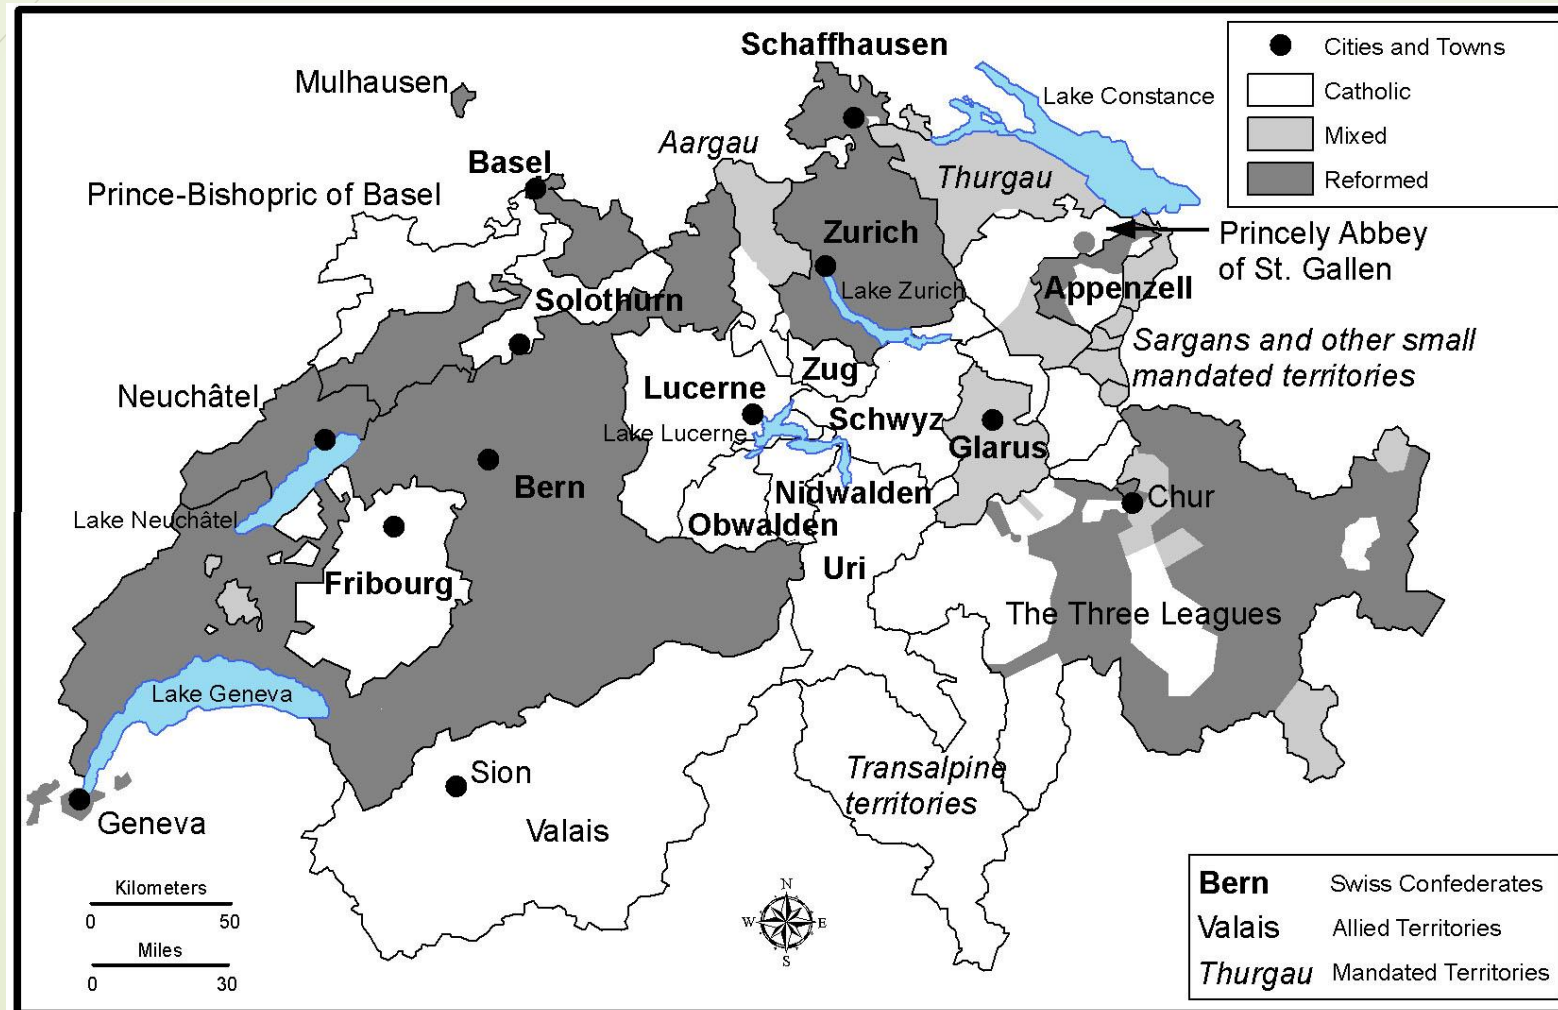 Schaffhausen
Mulhausen
Lake Constance
Aargau
Basel
Prince-Bishopric of Basel
Thurgau
Zurich
Princely Abbey
of St. Gallen
Lake Zurich
Appenzell
Solothurn
Sargans and other small
mandated territories
Zug
Neuchâtel
Lucerne
Schwyz
Lake Lucerne
Glarus
Bern
Nidwalden
Chur
Lake Neuchâtel
Obwalden
Uri
Fribourg
The Three Leagues
Lake Geneva
Sion
Transalpine
territories
Geneva
Valais
Cities and Towns
Catholic
Mixed
Reformed
Kilometers
0 50
Miles
0 30
N
W E
S
Bern Swiss Confederates
Valais Allied Territories
Thurgau Mandated Territories